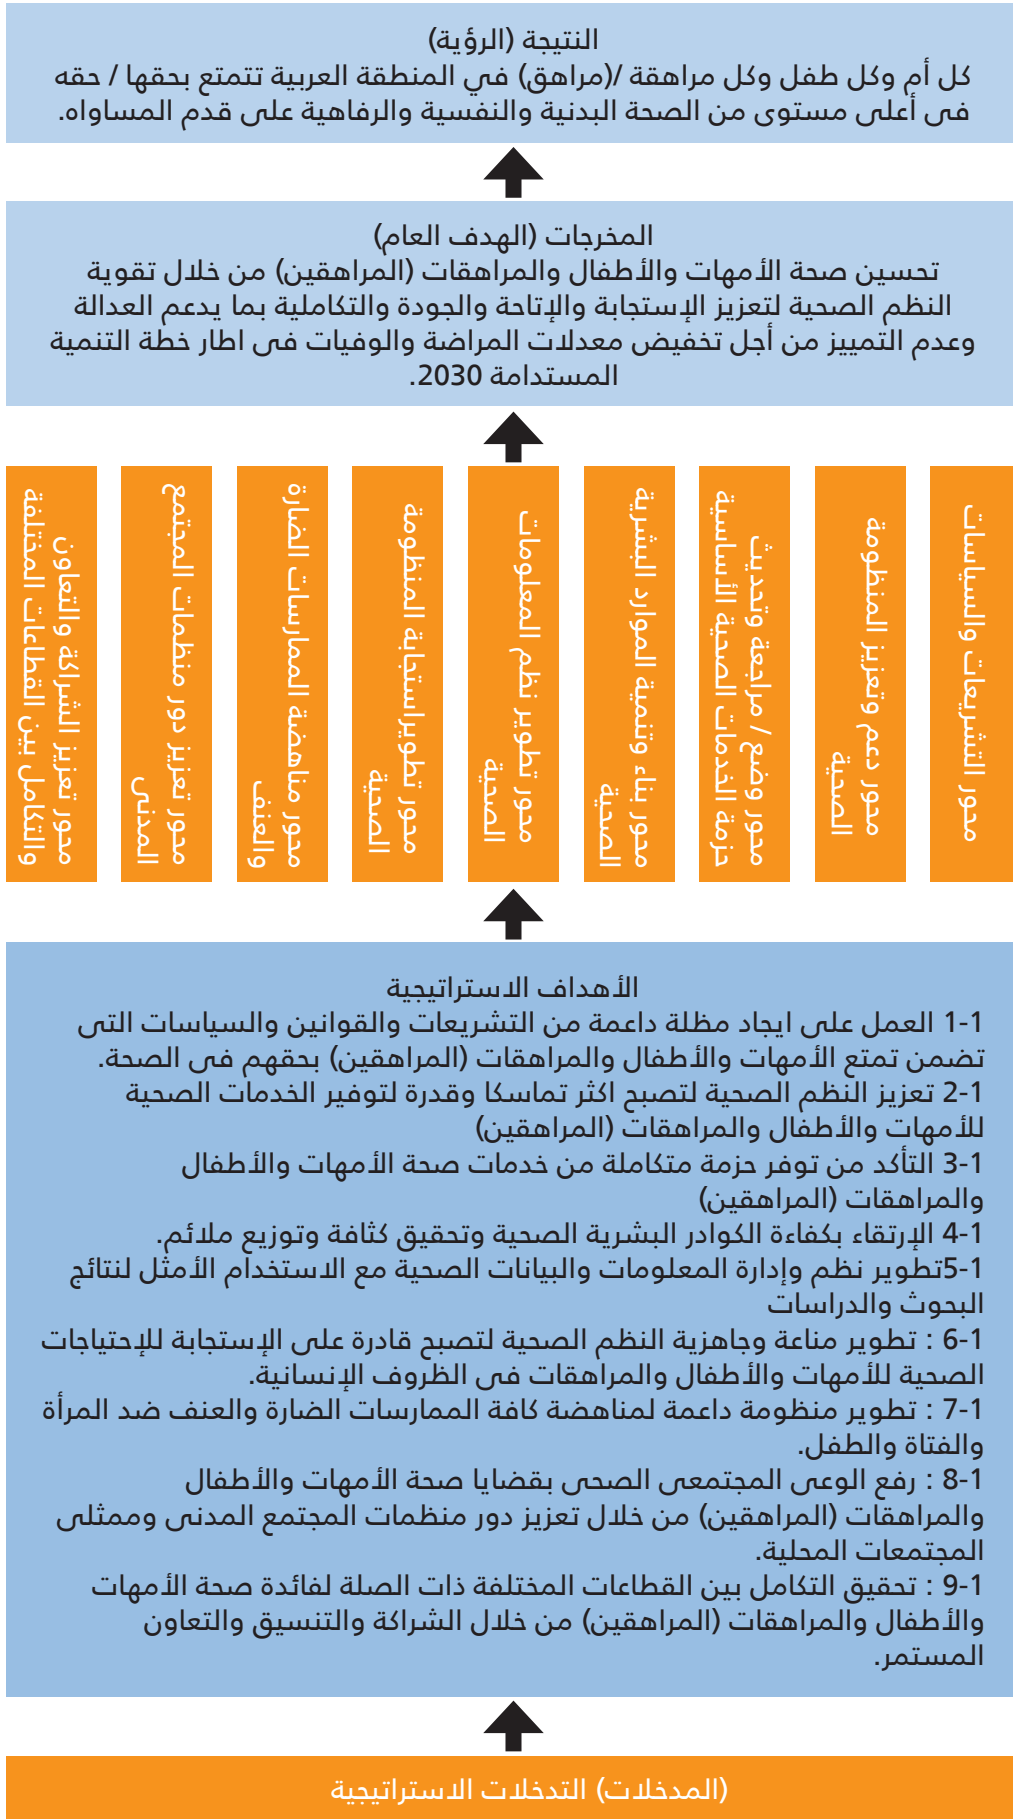 النتيجة (الرؤية)
كل أم وكل طفل وكل مراهقة /(مراهق) في المنطقة العربية تتمتع بحقها / حقه
فى أعلى مستوى من الصحة البدنية والنفسية والرفاهية على قدم المساواه.
المخرجات (الهدف العام)
تحسين صحة الأمهات والأطفال والمراهقات (المراهقين) من خلال تقوية
النظم الصحية لتعزيز الإستجابة والإتاحة والجودة والتكاملية بما يدعم العدالة
وعدم التمييز من أجل تخفيض معدلات المراضة والوفيات فى اطار خطة التنمية
المستدامة 2030.
محور التشريعات والسياسات
محور دعم وتعزيز المنظومة
الصحية
محور وضع / مراجعة وتحديث
حزمة الخدمات الصحية الأساسية
محور بناء وتنمية الموارد البشرية
الصحية
محور تطوير نظم المعلومات
الصحية
محور تطويراستجابة المنظومة
الصحية
محور مناهضة الممارسات الضارة
والعنف
محور تعزيز دور منظمات المجتمع
المدنى
محور تعزيز الشراكة والتعاون
والتكامل بين القطاعات المختلفة
الأهداف الاستراتيجية
1-1 العمل على ايجاد مظلة داعمة من التشريعات والقوانين والسياسات التى
تضمن تمتع الأمهات والأطفال والمراهقات (المراهقين) بحقهم فى الصحة.
2-1 تعزيز النظم الصحية لتصبح اكثر تماسكا وقدرة لتوفير الخدمات الصحية
للأمهات والأطفال والمراهقات (المراهقين)
3-1 التأكد من توفر حزمة متكاملة من خدمات صحة الأمهات والأطفال
والمراهقات (المراهقين)
4-1 الإرتقاء بكفاءة الكوادر البشرية الصحية وتحقيق كثافة وتوزيع ملائم.
5-1تطوير نظم وإدارة المعلومات والبيانات الصحية مع الاستخدام الأمثل لنتائج
البحوث والدراسات
6-1 : تطوير مناعة وجاهزية النظم الصحية لتصبح قادرة على الإستجابة للإحتياجات
الصحية للأمهات والأطفال والمراهقات فى الظروف الإنسانية.
7-1 : تطوير منظومة داعمة لمناهضة كافة الممارسات الضارة والعنف ضد المرأة
والفتاة والطفل.
8-1 : رفع الوعى المجتمعى الصحى بقضايا صحة الأمهات والأطفال
والمراهقات (المراهقين) من خلال تعزيز دور منظمات المجتمع المدنى وممثلى
المجتمعات المحلية.
9-1 : تحقيق التكامل بين القطاعات المختلفة ذات الصلة لفائدة صحة الأمهات
والأطفال والمراهقات (المراهقين) من خلال الشراكة والتنسيق والتعاون
المستمر.
(المدخلات) التدخلات الاستراتيجية